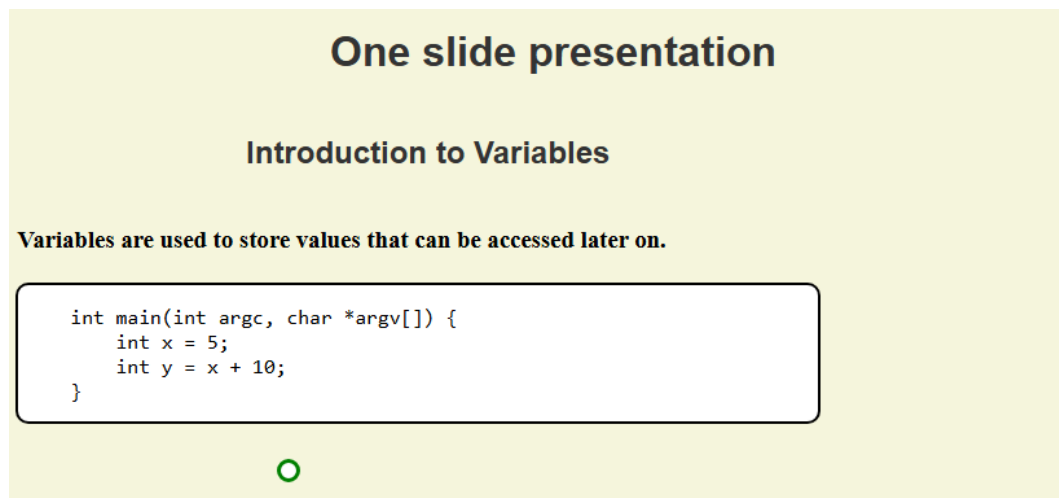 One slide presentation
Introduction to Variables
Variables are used to store values that can be accessed later on.
int main(int argc, char *argv[]) {
    int x = 5;
    int y = x + 10;
}